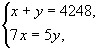 x + y = 4248,
7x = 5y,